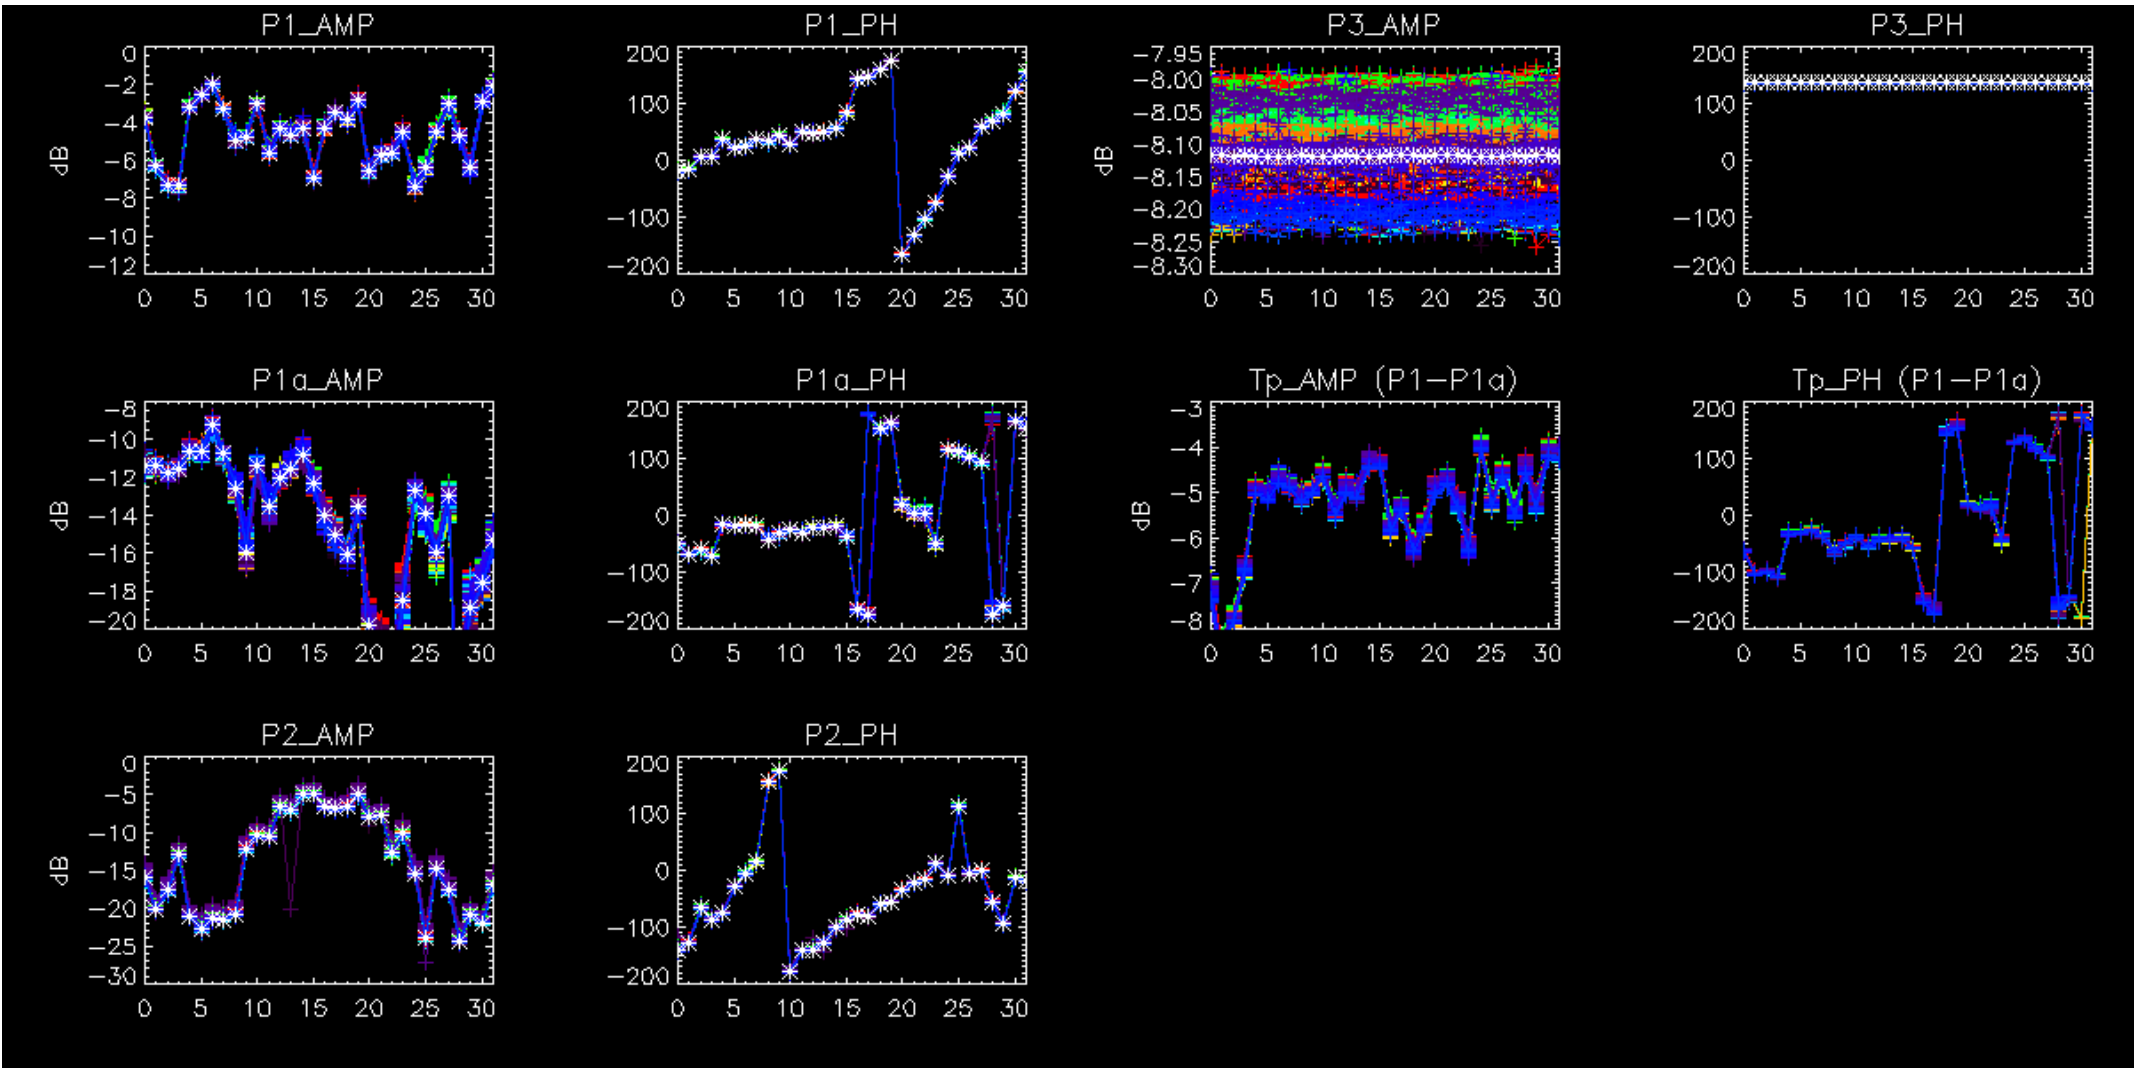 P1_AMP
0
−2
−4
−6
−8
−10
−12
dB
0 5 10 15 20 25 30
P1_PH
200
100
0
−100
−200
0 5 10 15 20 25 30
P3_AMP
−7.95
−8.00
−8.05
−8.10
−8.15
−8.20
−8.25
−8.30
dB
0 5 10 15 20 25 30
P3_PH
200
100
0
−100
−200
0 5 10 15 20 25 30
P1a_AMP
−8
−10
−12
−14
−16
−18
−20
dB
0 5 10 15 20 25 30
P1a_PH
200
100
0
−100
−200
0 5 10 15 20 25 30
Tp_AMP (P1−P1a)
−3
−4
−5
−6
−7
−8
dB
0 5 10 15 20 25 30
Tp_PH (P1−P1a)
200
100
0
−100
−200
0 5 10 15 20 25 30
P2_AMP
0
−5
−10
−15
−20
−25
−30
dB
0 5 10 15 20 25 30
P2_PH
200
100
0
−100
−200
0 5 10 15 20 25 30